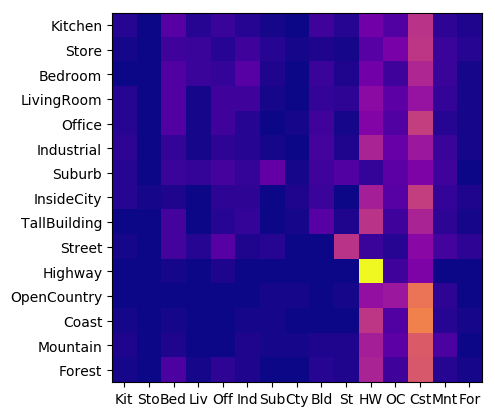 Kitchen
Store
Bedroom
LivingRoom
Office
Industrial
Suburb
InsideCity
TallBuilding
Street
Highway
OpenCountry
Coast
Mountain
Forest
Kit Sto Bed Liv Off Ind Sub Cty Bld St HW OC Cst Mnt For